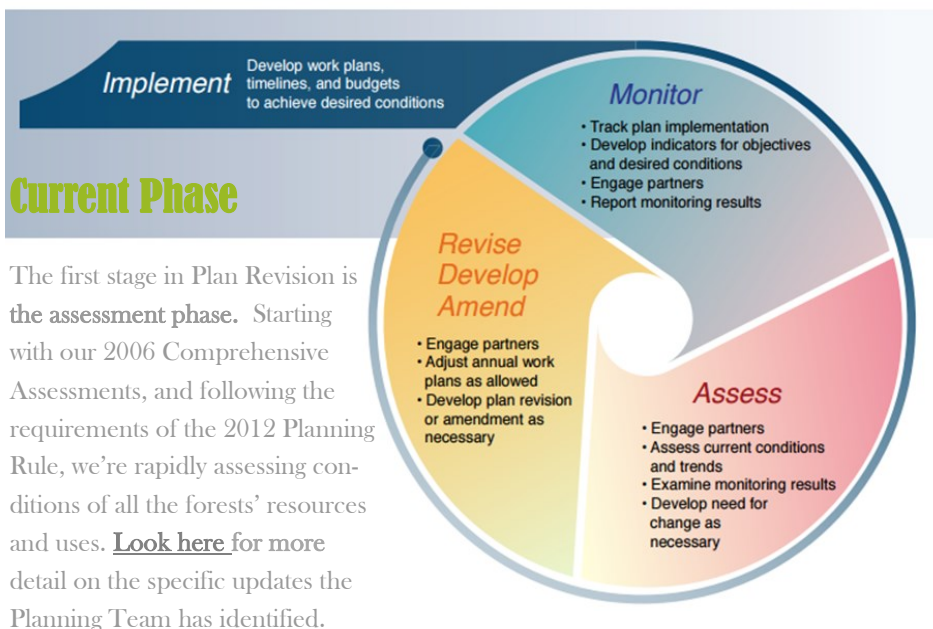 Implement
Develop work plans,
timelines, and budgets
to achieve desired conditions
Monitor
• Track plan implementation
• Develop indicators for objectives
and desired conditions
• Engage partners
• Report monitoring results
Current Phase
The first stage in Plan Revision is
the assessment phase. Starting
with our 2006 Comprehensive
Assessments, and following the
requirements of the 2012 Planning
Rule, we're rapidly assessing con-
ditions of all the forests' resources
and uses. Look here for more
detail on the specific updates the
Planning Team has identified.
Revise
Develop
Amend
• Engage partners
• Adjust annual work
plans as allowed
• Develop plan revision
or amendment as
necessary
Assess
• Engage partners
• Assess current conditions
and trends
• Examine monitoring results
• Develop need for
change as
necessary